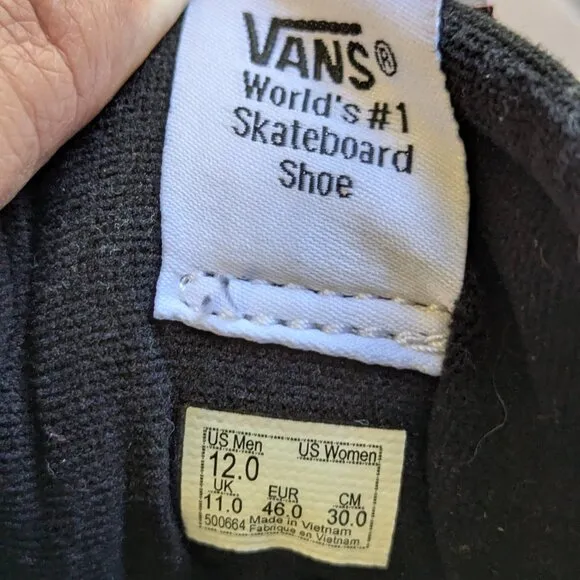 VANS®
World's #1
Skateboard
Shoe
US Men US Women
12.0
UK EUR CM
11.0 46.0 30.0
500664 Made in Vietnam
Fabrique en Vietnam